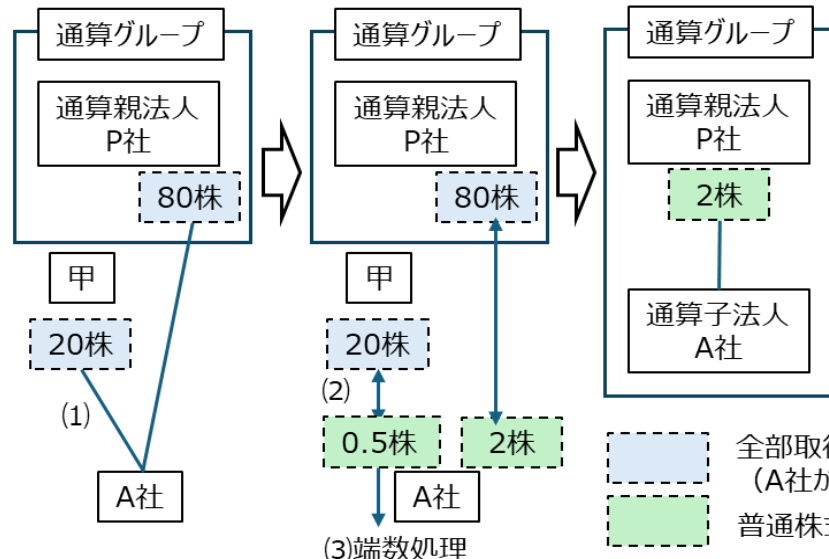 通算グループ
通算親法人
P社
80株
甲
20株
(1)
A社
通算グループ
通算親法人
P社
80株
甲
20株
(2)
0.5株
2株
A社
(3)端数処理
通算グループ
通算親法人
P社
2株
通算子法人
A社
全部取得
（A社が
普通株式